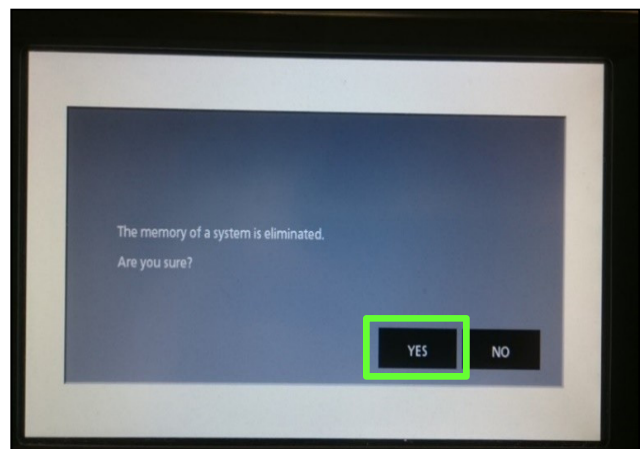 The memory of a system is eliminated.
Are you sure?
YES NO